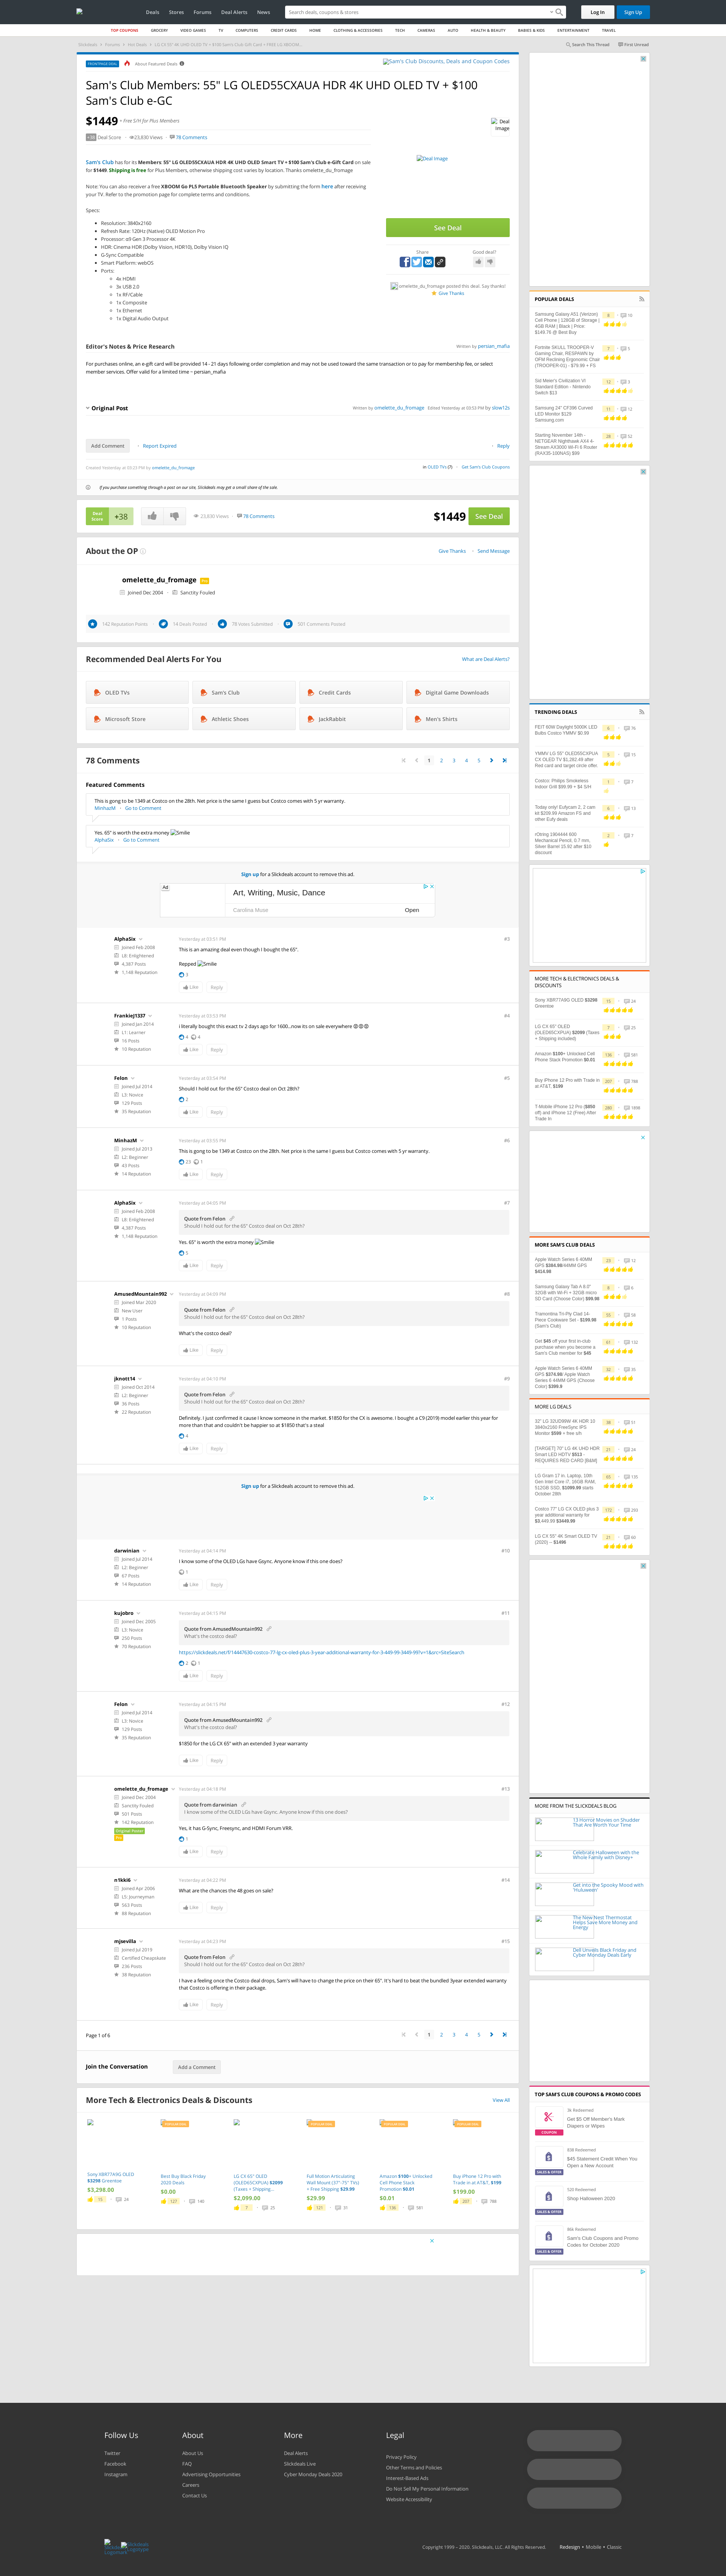 Deals Stores Forums Deal Alerts News
Search deals, coupons & stores
Log In Sign Up
TOP COUPONS GROCERY VIDEO GAMES TV COMPUTERS CREDIT CARDS HOME CLOTHING & ACCESSORIES TECH CAMERAS AUTO HEALTH & BEAUTY BABIES & KIDS ENTERTAINMENT TRAVEL
Search This Thread First Unread
FRONTPAGE DEAL About Featured Deals
Sam's Club Discounts, Deals and Coupon Codes
Sam's Club Members: 55" LG OLED55CXAUA HDR 4K UHD OLED TV + $100 Sam's Club e-GC
$1449 + Free S/H for Plus Members
+38 Deal Score 23,830 Views 78 Comments
Deal Image
Deal Image
Sam's Club has for its Members: 55" LG OLED55CXAUA HDR 4K UHD OLED Smart TV + $100 Sam's Club e-Gift Card on sale for $1449. Shipping is free for Plus Members, otherwise shipping cost varies by location. Thanks omelette_du_fromage
Note: You can also receive a free XBOOM Go PL5 Portable Bluetooth Speaker by submitting the form here after receiving your TV. Refer to the promotion page for complete terms and conditions.
Specs:
Resolution: 3840x2160
Refresh Rate: 120Hz (Native) OLED Motion Pro
Processor: α9 Gen 3 Processor 4K
HDR: Cinema HDR (Dolby Vision, HDR10), Dolby Vision IQ
G-Sync Compatible
Smart Platform: webOS
Ports:
4x HDMI
3x USB 2.0
1x RF/Cable
1x Composite
1x Ethernet
1x Digital Audio Output
See Deal
Share Good deal?
omelette_du_fromage posted this deal. Say thanks!
Give Thanks
Editor's Notes & Price Research Written by persian_mafia
For purchases online, an e-gift card will be provided 14 - 21 days following order completion and may not be used toward the same transaction or to pay for membership fee, or select member services. Offer valid for a limited time ~ persian_mafia
Original Post Written by omelette_du_fromage Edited Yesterday at 03:53 PM by slow12s
Add Comment Report Expired Reply
Created Yesterday at 03:33 PM by omelette_du_fromage
in OLED TVs (7) Get Sam's Club Coupons
If you purchase something through a post on our site, Slickdeals may get a small share of the sale.
Deal Score +38 23,830 Views 78 Comments $1449 See Deal
About the OP Give Thanks Send Message
omelette_du_fromage Pro
Joined Dec 2004 Sanctity Fouled
142 Reputation Points 14 Deals Posted 78 Votes Submitted 501 Comments Posted
Recommended Deal Alerts For You What are Deal Alerts?
OLED TVs Sam's Club Credit Cards Digital Game Downloads
Microsoft Store Athletic Shoes JackRabbit Men's Shirts
78 Comments 1 2 3 4 5
Featured Comments
This is going to be 1349 at Costco on the 28th. Net price is the same I guess but Costco comes with 5 yr warranty.
MinhazM Go to Comment
Yes. 65" is worth the extra money Smilie
AlphaSix Go to Comment
Sign up for a Slickdeals account to remove this ad.
Ad
Art, Writing, Music, Dance
Carolina Muse Open
AlphaSix
Joined Feb 2008
L8: Enlightened
4,387 Posts
1,148 Reputation
Yesterday at 03:51 PM #3
This is an amazing deal even though I bought the 65".
Repped Smilie
3
Like Reply
FrankieJ1337
Joined Jan 2014
L1: Learner
16 Posts
10 Reputation
Yesterday at 03:53 PM #4
i literally bought this exact tv 2 days ago for 1600...now its on sale everywhere
4 4
Like Reply
Felon
Joined Jul 2014
L3: Novice
129 Posts
35 Reputation
Yesterday at 03:54 PM #5
Should I hold out for the 65" Costco deal on Oct 28th?
2
Like Reply
MinhazM
Joined Jul 2013
L2: Beginner
43 Posts
14 Reputation
Yesterday at 03:55 PM #6
This is going to be 1349 at Costco on the 28th. Net price is the same I guess but Costco comes with 5 yr warranty.
23 1
Like Reply
AlphaSix
Joined Feb 2008
L8: Enlightened
4,387 Posts
1,148 Reputation
Yesterday at 04:05 PM #7
Quote from Felon
Should I hold out for the 65" Costco deal on Oct 28th?
Yes. 65" is worth the extra money Smilie
5
Like Reply
AmusedMountain992
Joined Mar 2020
New User
1 Posts
10 Reputation
Yesterday at 04:09 PM #8
Quote from Felon
Should I hold out for the 65" Costco deal on Oct 28th?
What's the costco deal?
Like Reply
jknott14
Joined Oct 2014
L2: Beginner
36 Posts
22 Reputation
Yesterday at 04:10 PM #9
Quote from Felon
Should I hold out for the 65" Costco deal on Oct 28th?
Definitely. I just confirmed it cause I know someone in the market. $1850 for the CX is awesome. I bought a C9 (2019) model earlier this year for more than that and couldn't be happier so at $1850 that's a steal
4
Like Reply
Sign up for a Slickdeals account to remove this ad.
darwinian
Joined Jul 2014
L2: Beginner
67 Posts
14 Reputation
Yesterday at 04:14 PM #10
I know some of the OLED LGs have Gsync. Anyone know if this one does?
1
Like Reply
kujobro
Joined Dec 2005
L3: Novice
250 Posts
70 Reputation
Yesterday at 04:15 PM #11
Quote from AmusedMountain992
What's the costco deal?
https://slickdeals.net/f/14447630-costco-77-lg-cx-oled-plus-3-year-additional-warranty-for-3-449-99-3449-99?v=1&src=SiteSearch
2 1
Like Reply
Felon
Joined Jul 2014
L3: Novice
129 Posts
35 Reputation
Yesterday at 04:15 PM #12
Quote from AmusedMountain992
What's the costco deal?
$1850 for the LG CX 65" with an extended 3 year warranty
Like Reply
omelette_du_fromage
Joined Dec 2004
Sanctity Fouled
501 Posts
142 Reputation
Original Poster
Pro
Yesterday at 04:18 PM #13
Quote from darwinian
I know some of the OLED LGs have Gsync. Anyone know if this one does?
Yes, it has G-Sync, Freesync, and HDMI Forum VRR.
1
Like Reply
n1kki6
Joined Apr 2006
L5: Journeyman
563 Posts
88 Reputation
Yesterday at 04:22 PM #14
What are the chances the 48 goes on sale?
Like Reply
mjsevilla
Joined Jul 2019
Certified Cheapskate
236 Posts
38 Reputation
Yesterday at 04:23 PM #15
Quote from Felon
Should I hold out for the 65" Costco deal on Oct 28th?
I have a feeling once the Costco deal drops, Sam's will have to change the price on their 65". It's hard to beat the bundled 3year extended warranty that Costco is offering in their package.
Like Reply
Page 1 of 6 1 2 3 4 5
Join the Conversation Add a Comment
More Tech & Electronics Deals & Discounts View All
Sony XBR77A9G OLED $3298 Greentoe
$3,298.00
15 24
Best Buy Black Friday 2020 Deals
$0.00
127 140
LG CX 65" OLED (OLED65CXPUA) $2099 (Taxes + Shipping...
$2,099.00
7 25
Full Motion Articulating Wall Mount (37"-75" TVs) + Free Shipping $29.99
$29.99
121 31
Amazon $100+ Unlocked Cell Phone Stack Promotion $0.01
$0.01
136 581
Buy iPhone 12 Pro with Trade in at AT&T, $199
$199.00
207 788
POPULAR DEALS
Samsung Galaxy A51 (Verizon) Cell Phone | 128GB of Storage | 4GB RAM | Black | Price: $149.76 @ Best Buy
8 10
Fortnite SKULL TROOPER-V Gaming Chair, RESPAWN by OFM Reclining Ergonomic Chair (TROOPER-01) - $79.99 + FS
7 5
Sid Meier's Civilization VI Standard Edition - Nintendo Switch $13
12 3
Samsung 24" CF396 Curved LED Monitor $129 Samsung.com
11 12
Starting November 14th - NETGEAR Nighthawk AX4 4-Stream AX3000 Wi-Fi 6 Router (RAX35-100NAS) $99
28 52
TRENDING DEALS
FEIT 60W Daylight 5000K LED Bulbs Costco YMMV $0.99
6 76
YMMV LG 55" OLED55CXPUA CX OLED TV $1,282.49 after Red card and target circle offer.
5 15
Costco: Philips Smokeless Indoor Grill $99.99 + $4 S/H
1 7
Today only! Eufycam 2, 2 cam kit $209.99 Amazon FS and other Eufy deals
6 13
rOtring 1904444 600 Mechanical Pencil, 0.7 mm, Silver Barrel 15.92 after $10 discount
2 7
MORE TECH & ELECTRONICS DEALS & DISCOUNTS
Sony XBR77A9G OLED $3298 Greentoe
15 24
LG CX 65" OLED (OLED65CXPUA) $2099 (Taxes + Shipping included)
7 25
Amazon $100+ Unlocked Cell Phone Stack Promotion $0.01
136 581
Buy iPhone 12 Pro with Trade in at AT&T, $199
207 788
T-Mobile iPhone 12 Pro ($850 off) and iPhone 12 (Free) After Trade In
280 1898
MORE SAM'S CLUB DEALS
Apple Watch Series 6 40MM GPS $384.98/44MM GPS $414.98
23 12
Samsung Galaxy Tab A 8.0" 32GB with Wi-Fi + 32GB micro SD Card (Choose Color) $99.98
8 6
Tramontina Tri-Ply Clad 14-Piece Cookware Set - $199.98 (Sam's Club)
55 58
Get $45 off your first in-club purchase when you become a Sam's Club member for $45
61 132
Apple Watch Series 6 40MM GPS $374.98/ Apple Watch Series 6 44MM GPS (Choose Color) $399.9
32 35
MORE LG DEALS
32" LG 32UD99W 4K HDR 10 3840x2160 FreeSync IPS Monitor $599 + free s/h
38 51
[TARGET] 70" LG 4K UHD HDR Smart LED HDTV $513 - REQUIRES RED CARD [B&M]
21 24
LG Gram 17 in. Laptop, 10th Gen Intel Core i7, 16GB RAM, 512GB SSD, $1099.99 starts October 28th
65 135
Costco 77" LG CX OLED plus 3 year additional warranty for $3,449.99 $3449.99
172 293
LG CX 55" 4K Smart OLED TV (2020) -- $1496
21 60
MORE FROM THE SLICKDEALS BLOG
13 Horror Movies on Shudder That Are Worth Your Time
Celebrate Halloween with the Whole Family with Disney+
Get into the Spooky Mood with 'Huluween'
The New Nest Thermostat Helps Save More Money and Energy
Dell Unveils Black Friday and Cyber Monday Deals Early
TOP SAM'S CLUB COUPONS & PROMO CODES
3k Redeemed
Get $5 Off Member's Mark Diapers or Wipes
COUPON
828 Redeemed
$45 Statement Credit When You Open a New Account
SALES & OFFER
520 Redeemed
Shop Halloween 2020
SALES & OFFER
86k Redeemed
Sam's Club Coupons and Promo Codes for October 2020
SALES & OFFER
Follow Us
Twitter
Facebook
Instagram
About
About Us
FAQ
Advertising Opportunities
Careers
Contact Us
More
Deal Alerts
Slickdeals Live
Cyber Monday Deals 2020
Legal
Privacy Policy
Other Terms and Policies
Interest-Based Ads
Do Not Sell My Personal Information
Website Accessibility
Copyright 1999 - 2020. Slickdeals, LLC. All Rights Reserved. Redesign • Mobile • Classic